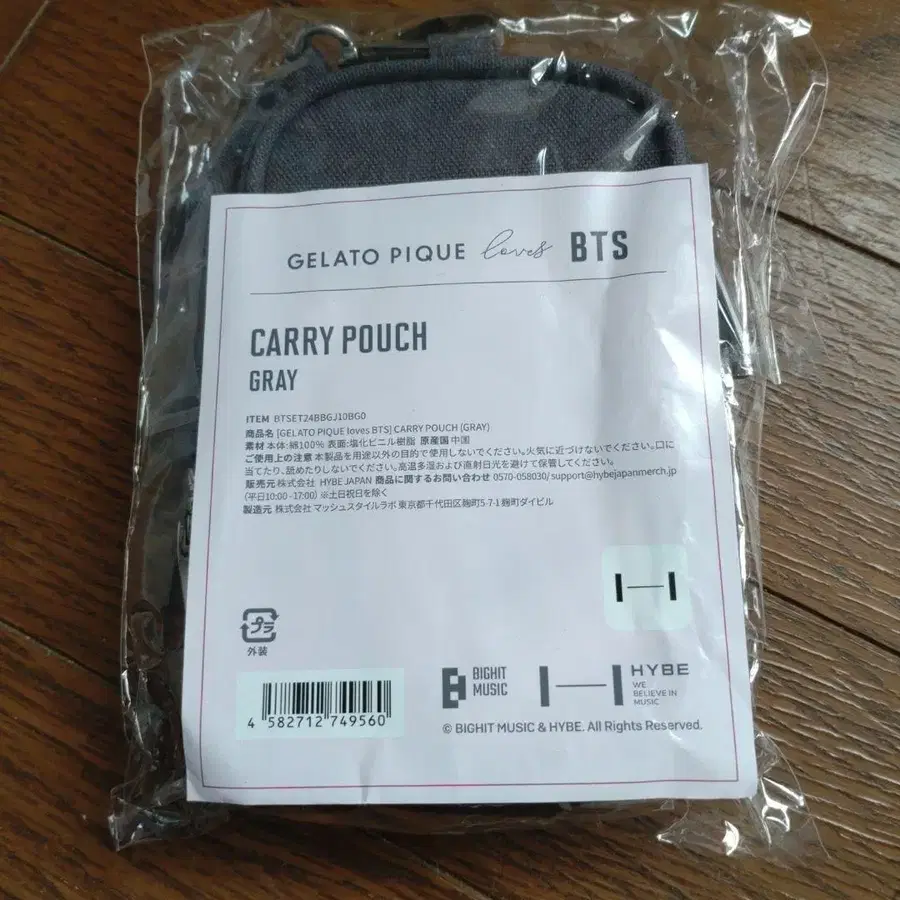 GELATO PIQUE loves BTS
CARRY POUCH
GRAY
ITEM BTSET24BBGJ10BG0
商品名 [GELATO PIQUE loves BTS] CARRY POUCH (GRAY)
素材 本体:綿100% 表面:塩化ビニル樹脂 原産国 中国
ご使用上の注意 本製品を用途以外の目的で使用しないでください。火気に近づけないでください。口に
当てたり、舐めたりしないでください。高温多湿および直射日光を避けて保管してください。
販売元 株式会社 HYBE JAPAN 商品に関するお問い合わせ 0570-058030/ support@hybejapanmerch.jp
(平日10:00 - 17:00) ※土日祝日を除く
製造元 株式会社 マッシュスタイルラボ 東京都千代田区麹町5-7-1 麹町ダイビル
プラ
外装
4 582712 749560
BIGHIT
MUSIC
HYBE
WE
BELIEVE IN
MUSIC
© BIGHIT MUSIC & HYBE. All Rights Reserved.